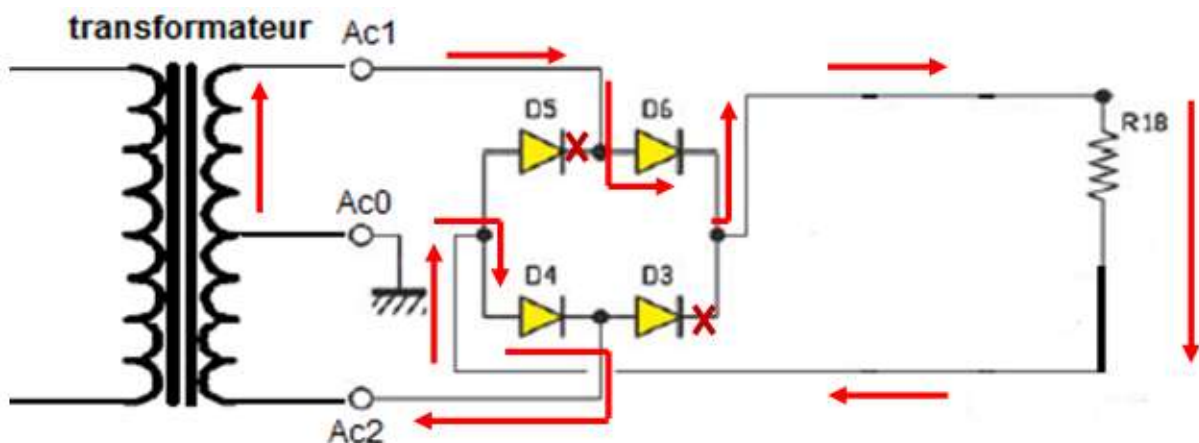 transformateur
Ac1
D5
D6
R18
Ac0
D4
D3
Ac2